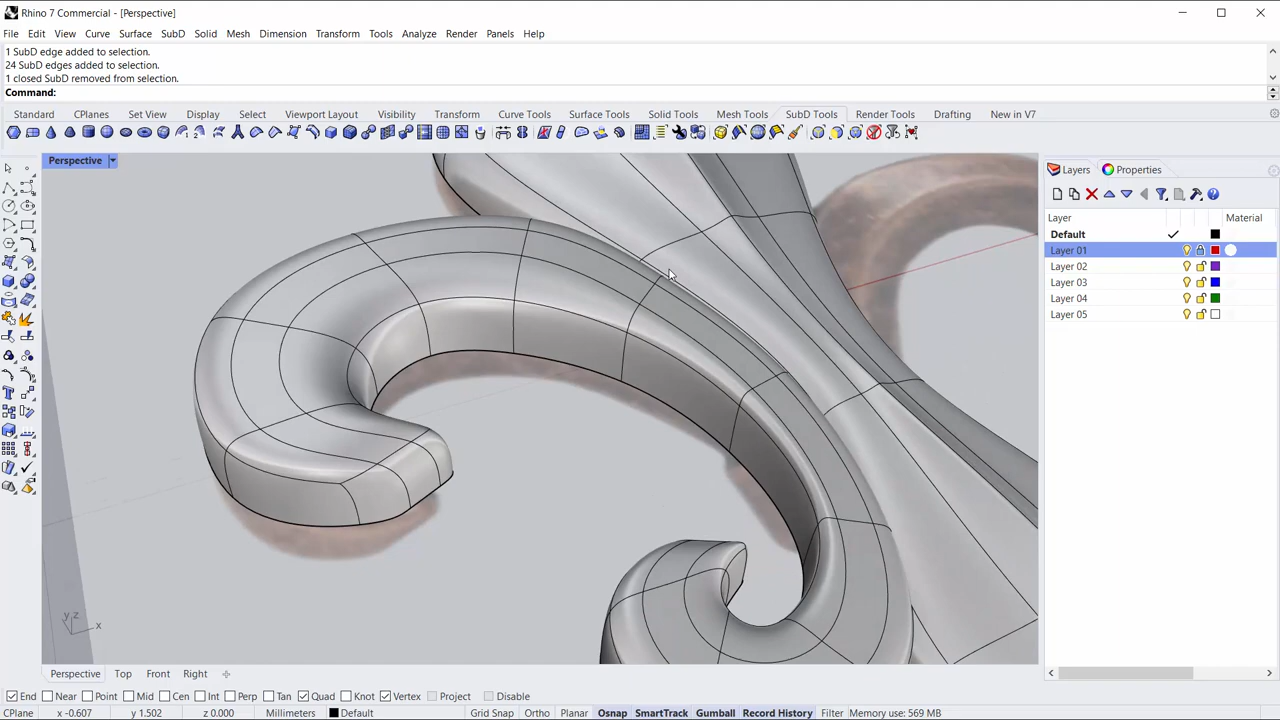 Rhino 7 Commercial - [Perspective]
File Edit View Curve Surface SubD Solid Mesh Dimension Transform Tools Analyze Render Panels Help
1 SubD edge added to selection.
24 SubD edges added to selection.
1 closed SubD removed from selection.
Command:
Standard CPlanes Set View Display Select Viewport Layout Visibility Transform Curve Tools Surface Tools Solid Tools Mesh Tools SubD Tools Render Tools Drafting New in V7
Perspective
Layers Properties
Layer Material
Default
Layer 01
Layer 02
Layer 03
Layer 04
Layer 05
y z
x
Perspective Top Front Right
End Near Point Mid Cen Int Perp Tan Quad Knot Vertex Project Disable
CPlane x -0.607 y 1.502 z 0.000 Millimeters Default Grid Snap Ortho Planar Osnap SmartTrack Gumball Record History Filter Memory use: 569 MB